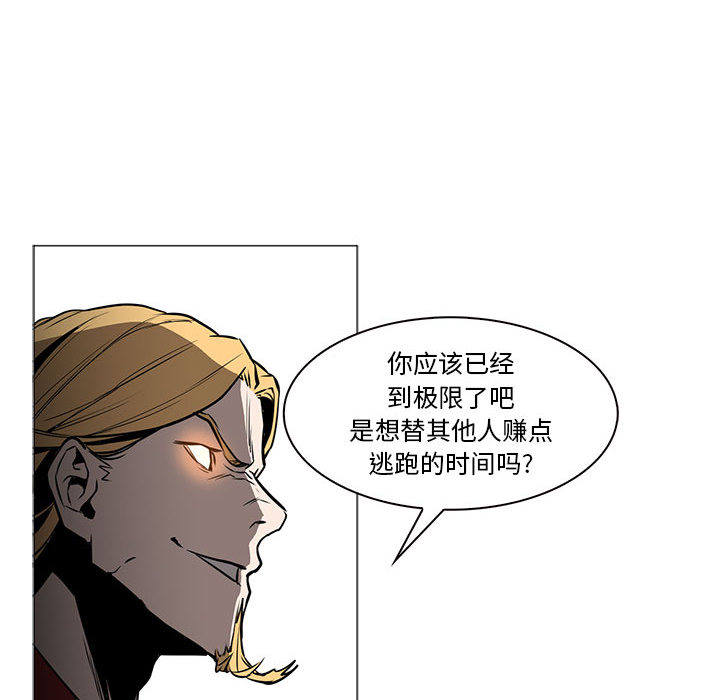 你应该已经
到极限了吧
是想替其他人赚点
逃跑的时间吗?